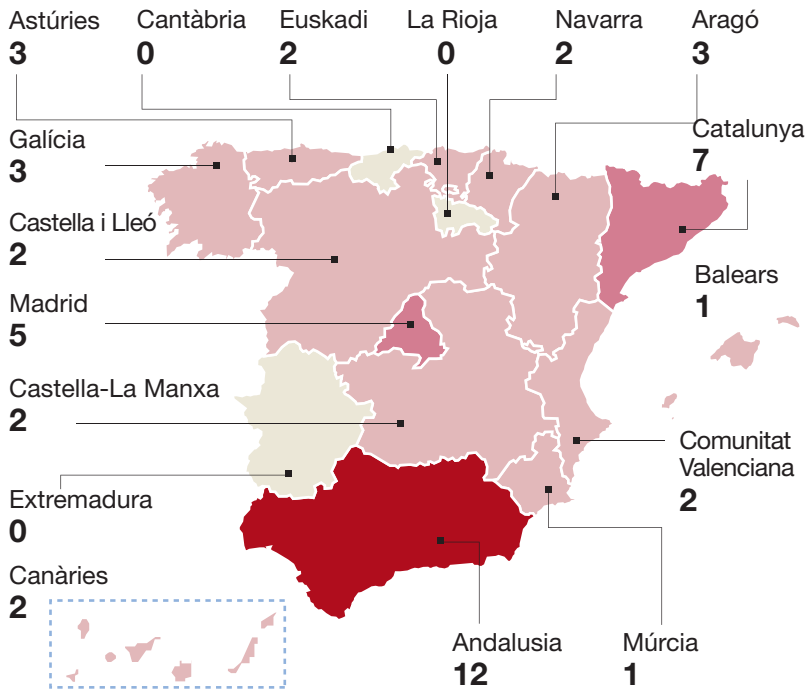 Astúries
3
Cantàbria
0
Euskadi
2
La Rioja
0
Navarra
2
Aragó
3
Galícia
3
Catalunya
7
Castella i Lleó
2
Balears
1
Madrid
5
Castella-La Manxa
2
Comunitat
Valenciana
2
Extremadura
0
Canàries
2
Andalusia
12
Múrcia
1